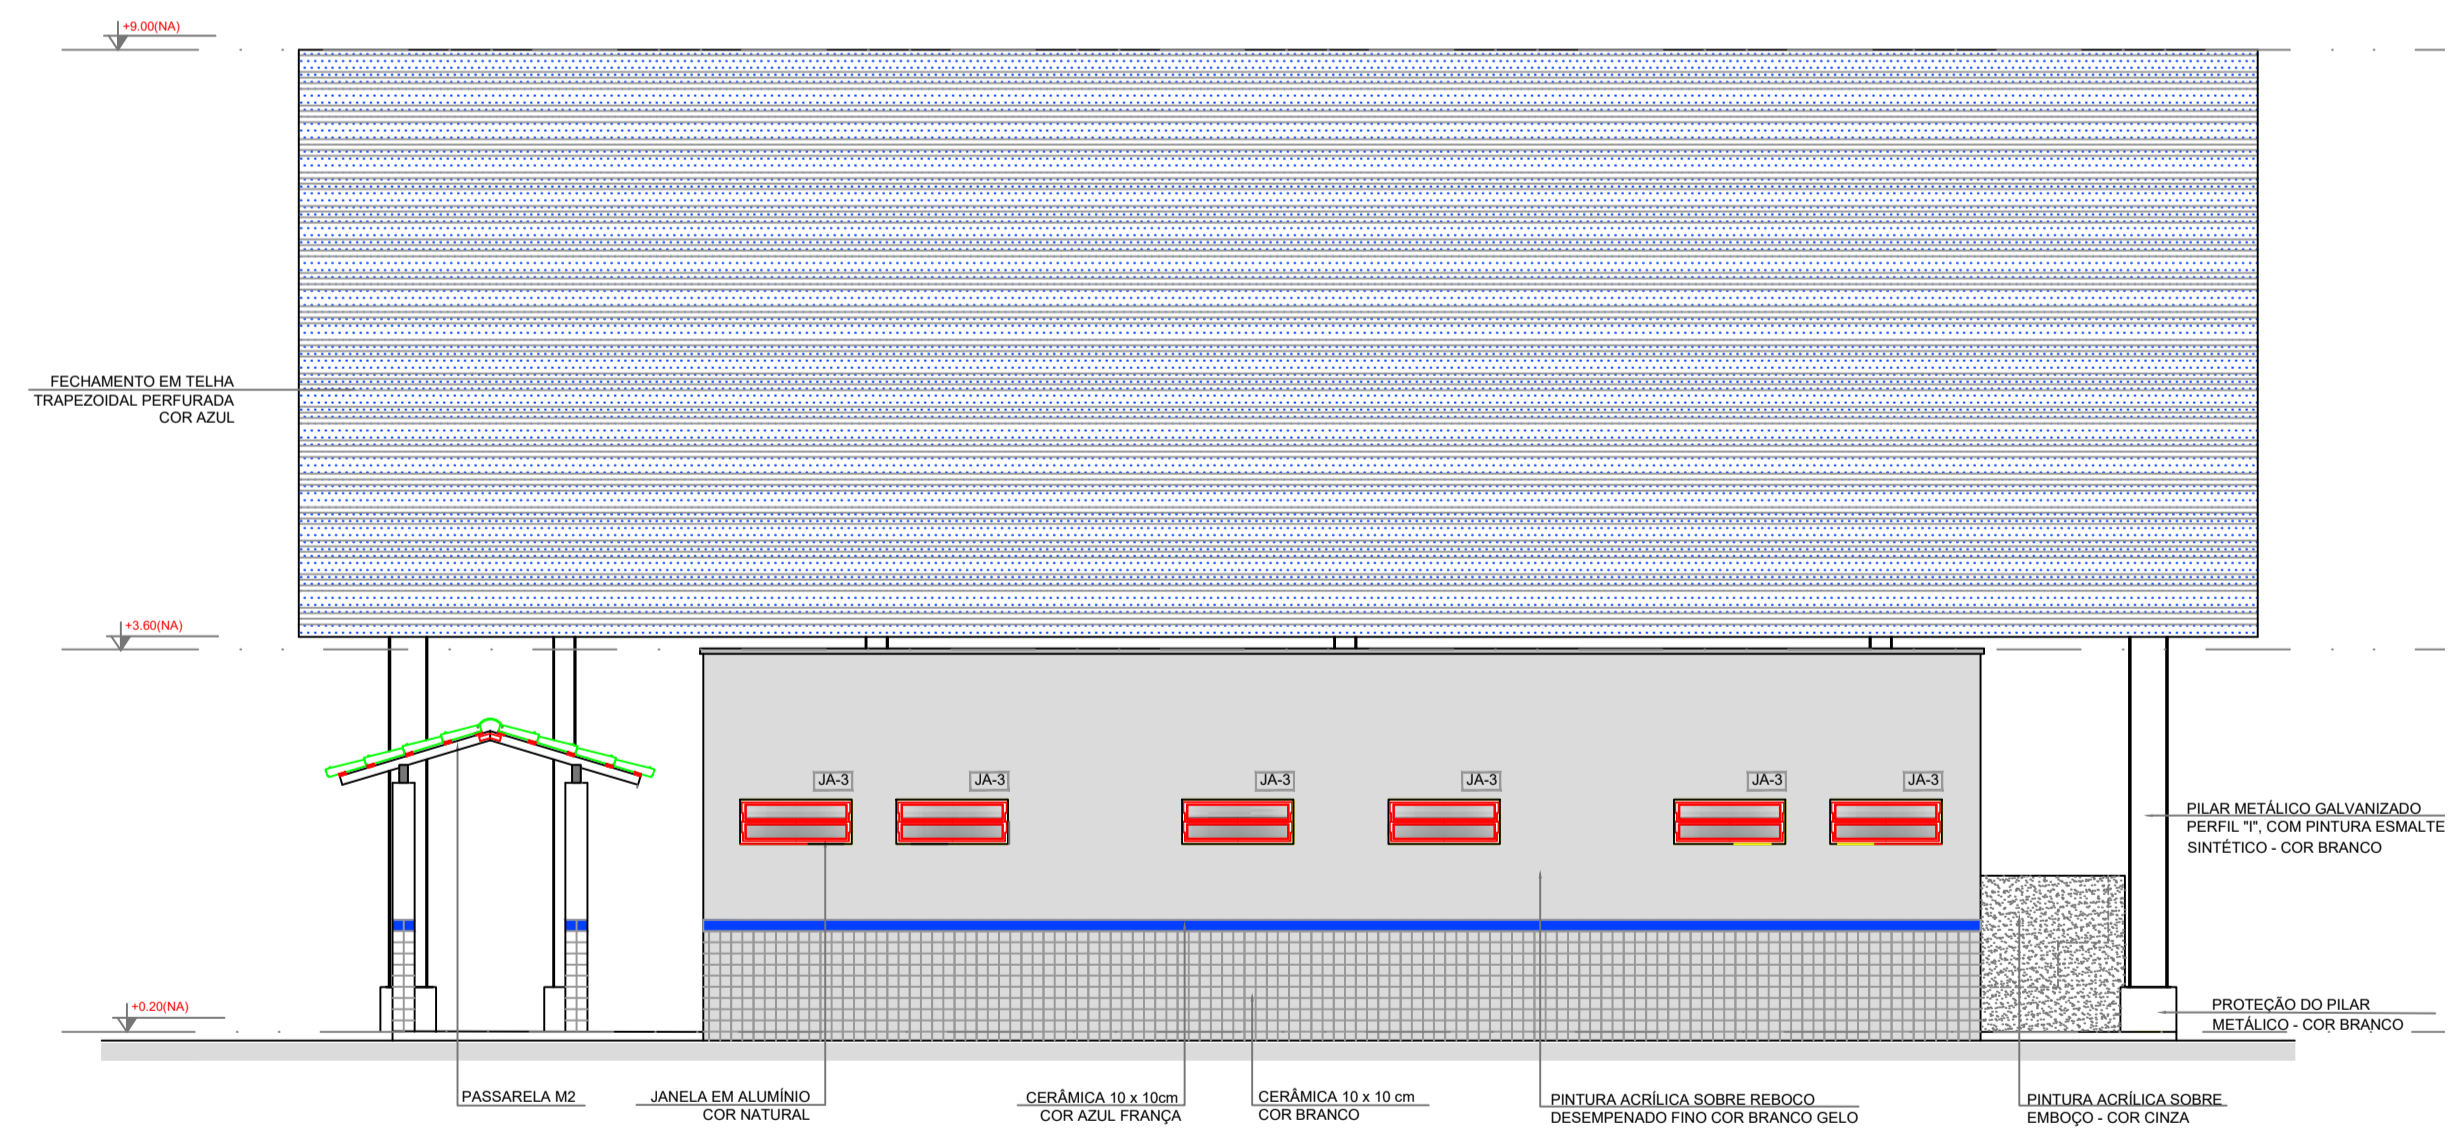 +9.00(NA)
FECHAMENTO EM TELHA
TRAPEZOIDAL PERFURADA
COR AZUL
+3.60(NA)
JA-3
JA-3
JA-3
JA-3
JA-3
JA-3
PILAR METÁLICO GALVANIZADO
PERFIL "I", COM PINTURA ESMALTE
SINTÉTICO - COR BRANCO
+0.20(NA)
PROTEÇÃO DO PILAR
METÁLICO - COR BRANCO
PASSARELA M2
JANELA EM ALUMÍNIO
COR NATURAL
CERÂMICA 10 x 10cm
COR AZUL FRANÇA
CERÂMICA 10 x 10 cm
COR BRANCO
PINTURA ACRÍLICA SOBRE REBOCO
DESEMPENADO FINO COR BRANCO GELO
PINTURA ACRÍLICA SOBRE
EMBOÇO - COR CINZA